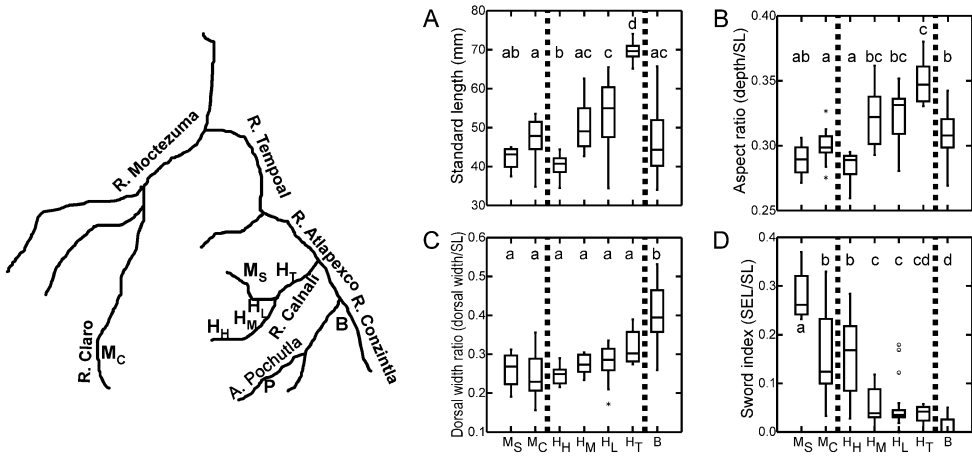 R. Moctezuma
R. Tempoal
R. Atlapexco
R. Conzintla
R. Calnali
A. Pochutla
R. Claro
MS
HT
HL
HM
HH
B
P
MC
A
Standard length (mm)
80
70
60
50
40
30
ab a b ac c d ac
B
Aspect ratio (depth/SL)
0.40
0.35
0.30
0.25
ab a a bc bc c b
C
Dorsal width ratio (dorsal width/SL)
0.6
0.5
0.4
0.3
0.2
0.1
a a a a a a b
*
MS MC HH HM HL HT B
D
Sword index (SEL/SL)
0.4
0.3
0.2
0.1
0.0
a b b c c cd d
MS MC HH HM HL HT B